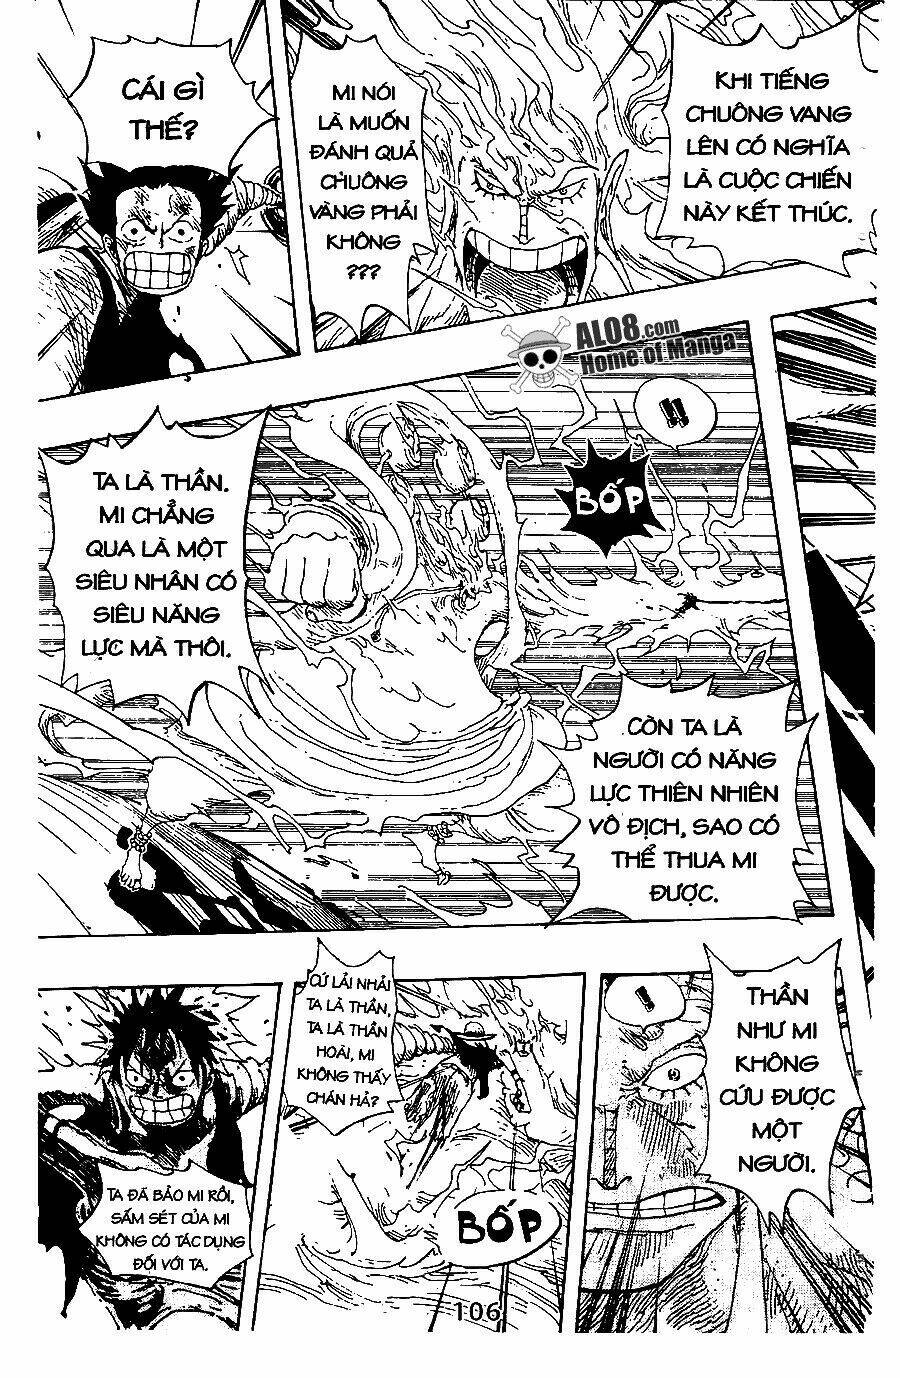 KHI TIẾNG
CHUÔNG VANG
LÊN CÓ NGHĨA
LÀ CUỘC CHIẾN
NÀY KẾT THÚC.
MI NÓI
LÀ MUỐN
ĐÁNH QUẢ
CHUÔNG
VÀNG PHẢI
KHÔNG
???
CÁI GÌ
THẾ?
ALO8.com
Home of Manga
!!
BỐP
TA LÀ THẦN.
MI CHẲNG
QUA LÀ MỘT
SIÊU NHÂN CÓ
SIÊU NĂNG
LỰC MÀ THÔI.
CÒN TA LÀ
NGƯỜI CÓ NĂNG
LỰC THIÊN NHIÊN
VÔ ĐỊCH, SAO CÓ
THỂ THUA MI
ĐƯỢC.
THẦN
NHƯ MI
KHÔNG
CỨU ĐƯỢC
MỘT
NGƯỜI.
!!
CỨ LẢI NHẢI
TA LÀ THẦN,
TA LÀ THẦN
HOÀI, MI
KHÔNG THẤY
CHÁN HẢ?
BỐP
TA ĐÃ BẢO MI RỒI,
SẤM SÉT CỦA MI
KHÔNG CÓ TÁC DỤNG
ĐỐI VỚI TA.
106